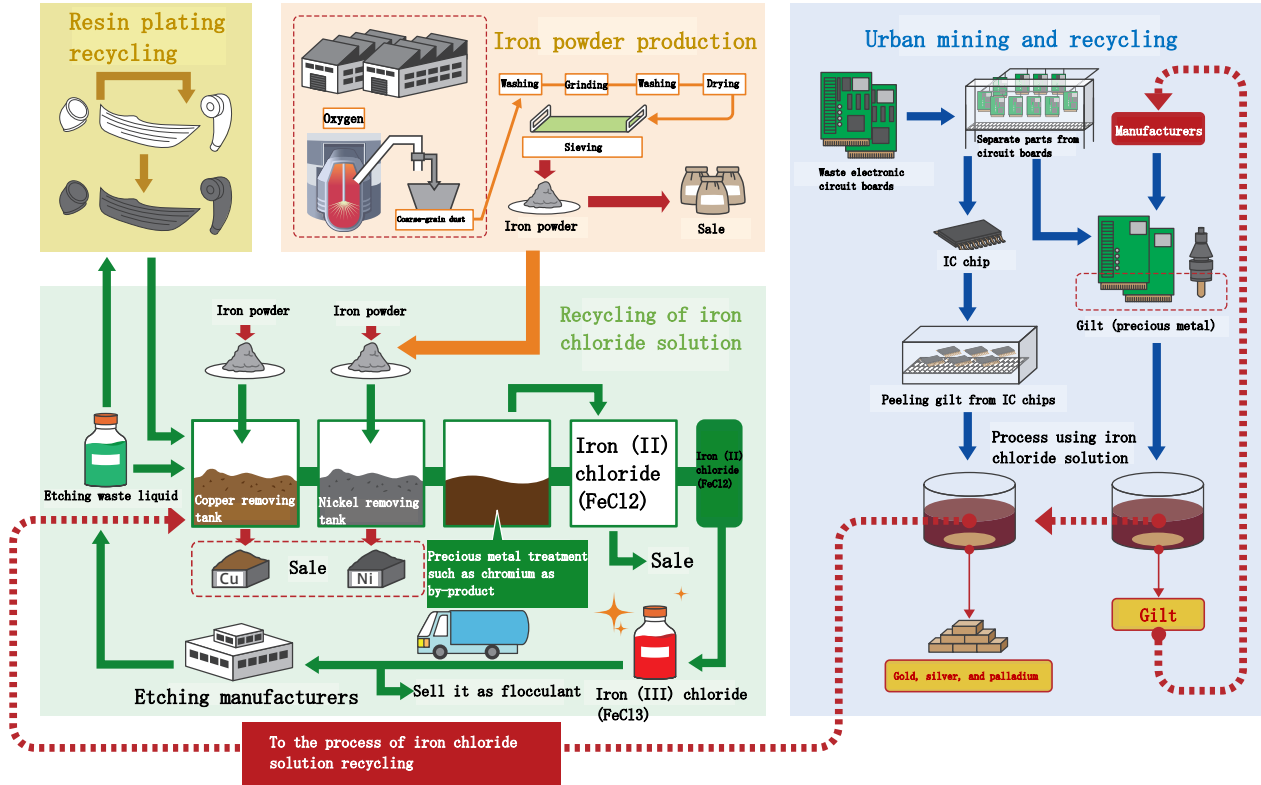 Resin plating
recycling
Iron powder production
Oxygen
Coarse-grain dust
Washing
Grinding
Washing
Drying
Sieving
Iron powder
Sale
Urban mining and recycling
Waste electronic
circuit boards
Separate parts from
circuit boards
Manufacturers
IC chip
Gilt (precious metal)
Peeling gilt from IC chips
Process using iron
chloride solution
Gilt
Gold, silver, and palladium
Recycling of iron
chloride solution
Iron powder
Iron powder
Etching waste liquid
Copper removing
tank
Nickel removing
tank
Iron (II)
chloride
(FeCl2)
Iron (II)
chloride
(FeCl2)
Cu
Sale
Ni
Precious metal treatment
such as chromium as
by-product
Sale
Etching manufacturers
Sell it as flocculant
Iron (III) chloride
(FeCl3)
To the process of iron chloride
solution recycling